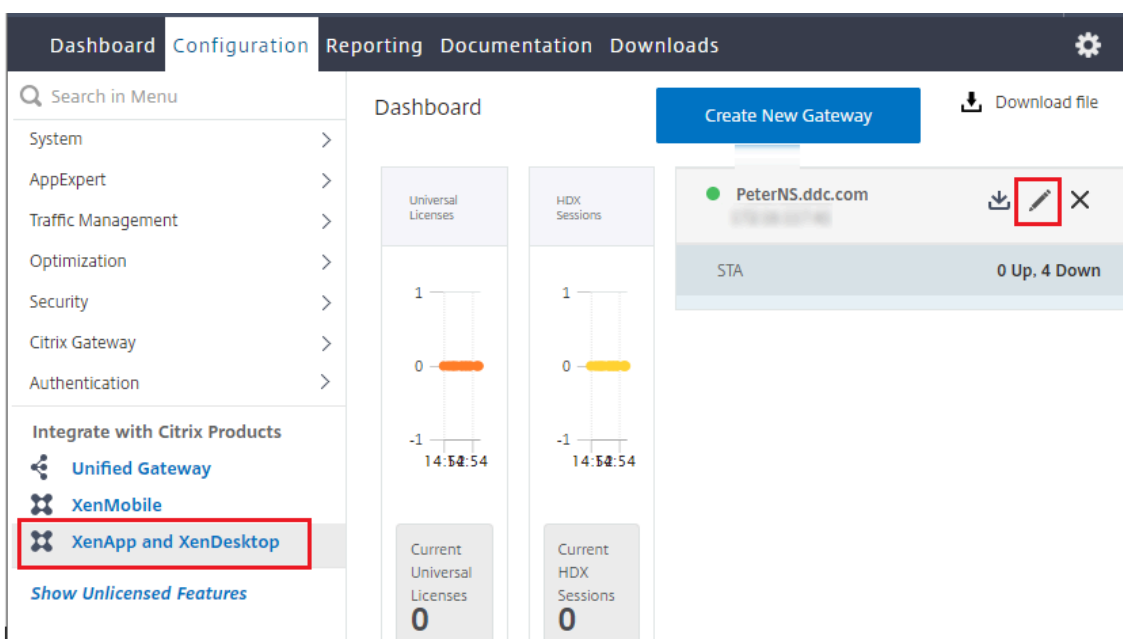 Dashboard Configuration Reporting Documentation Downloads
Search in Menu
System
AppExpert
Traffic Management
Optimization
Security
Citrix Gateway
Authentication
Integrate with Citrix Products
Unified Gateway
XenMobile
XenApp and XenDesktop
Show Unlicensed Features
Dashboard
Create New Gateway
Download file
Universal
Licenses
1
0
-1
Current
Universal
Licenses
0
HDX
Sessions
1
0
-1
Current
HDX
Sessions
0
PeterNS.ddc.com
STA 0 Up, 4 Down